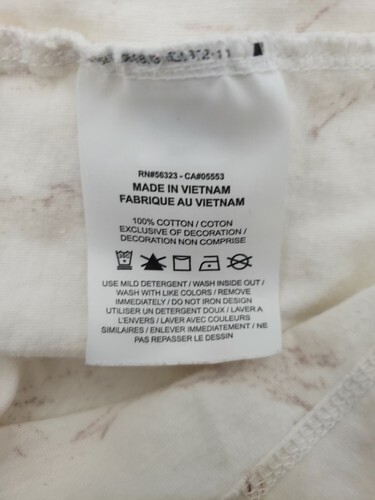 RN#56323 - CA#05553
MADE IN VIETNAM
FABRIQUE AU VIETNAM
100% COTTON / COTON
EXCLUSIVE OF DECORATION /
DECORATION NON COMPRISE
USE MILD DETERGENT / WASH INSIDE OUT /
WASH WITH LIKE COLORS / REMOVE
IMMEDIATELY / DO NOT IRON DESIGN
UTILISER UN DETERGENT DOUX / LAVER A
L'ENVERS / LAVER AVEC COULEURS
SIMILAIRES / ENLEVER IMMEDIATEMENT / NE
PAS REPASSER LE DESSIN